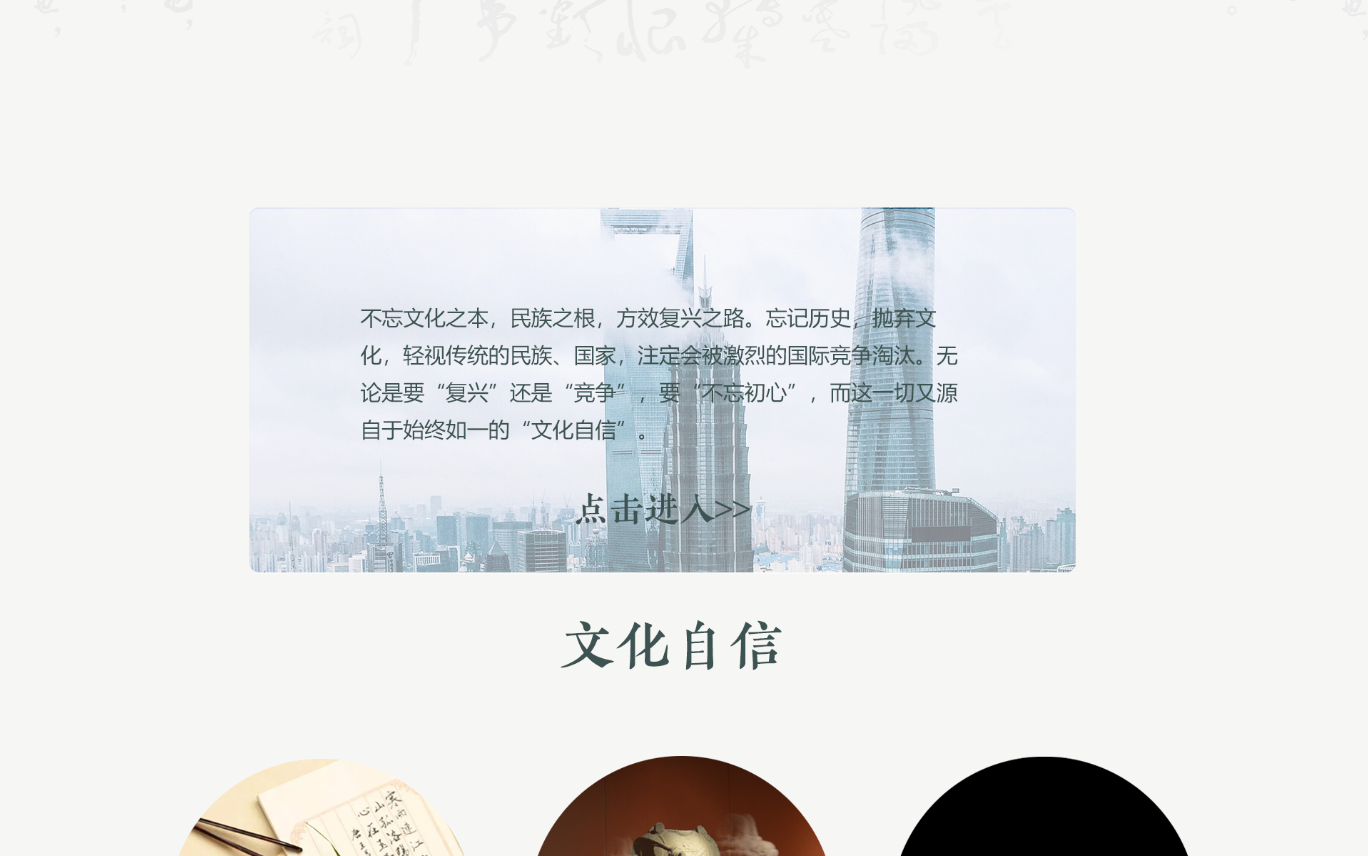 不忘文化之本，民族之根，方效复兴之路。忘记历史，抛弃文
化，轻视传统的民族、国家，注定会被激烈的国际竞争淘汰。无
论是要“复兴”还是“竞争”，要“不忘初心”，而这一切又源
自于始终如一的“文化自信”。
点击进入>>
文化自信